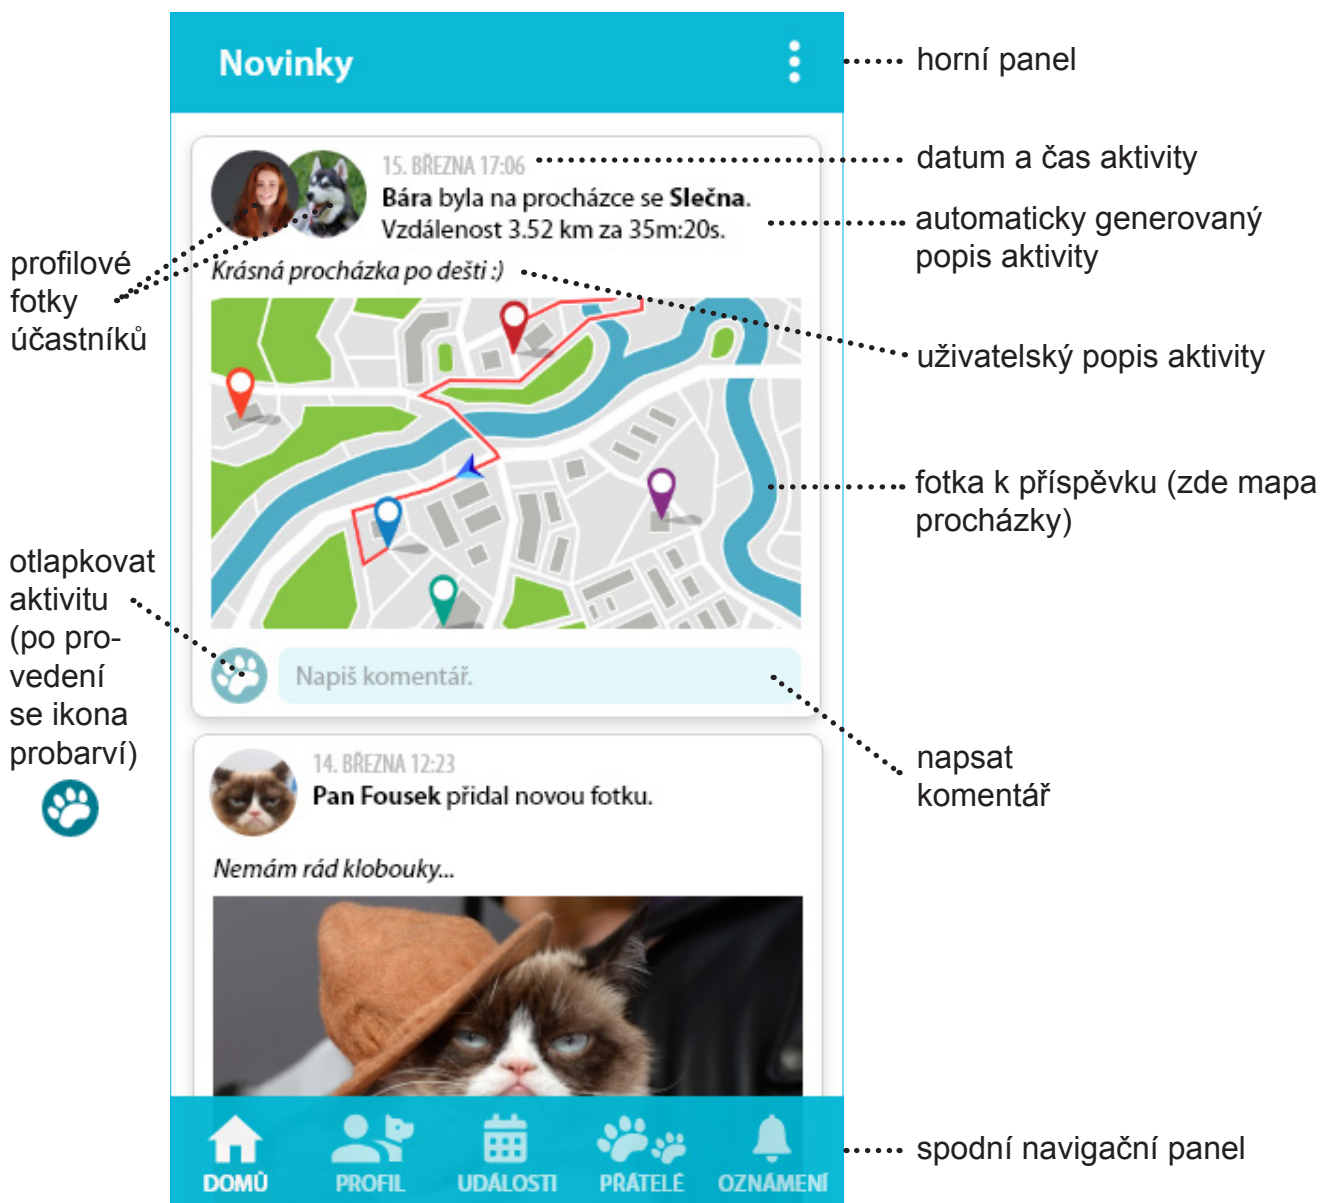 Novinky
horní panel
15. BŘEZNA 17:06
datum a čas aktivity
Bára byla na procházce se Slečna.
Vzdálenost 3.52 km za 35m:20s.
automaticky generovaný
popis aktivity
profilové
fotky
účastníků
Krásná procházka po dešti :)
uživatelský popis aktivity
fotka k příspěvku (zde mapa
procházky)
otlapkovat
aktivitu
(po pro-
vedení
se ikona
probarví)
Napiš komentář.
napsat
komentář
14. BŘEZNA 12:23
Pan Fousek přidal novou fotku.
Nemám rád klobouky...
DOMŮ
PROFIL
UDÁLOSTI
PŘÁTELÉ
OZNÁMENÍ
spodní navigační panel